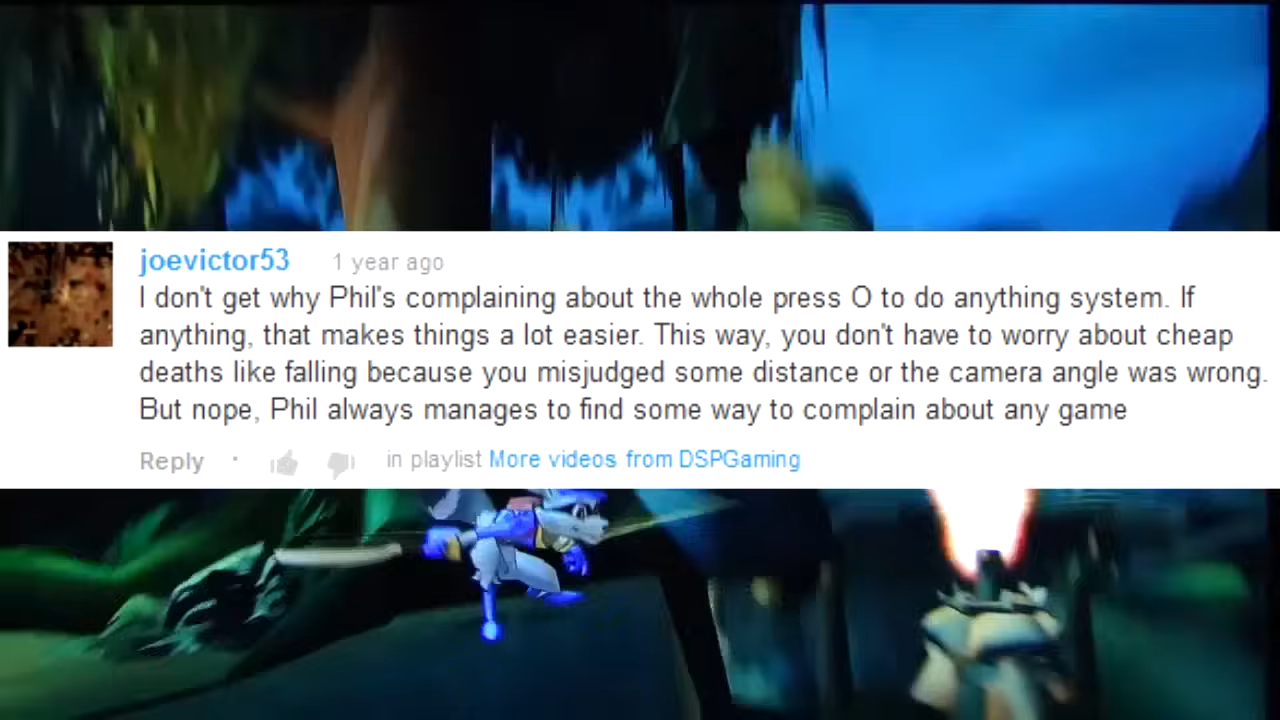 joevictor53 1 year ago
I don't get why Phil's complaining about the whole press O to do anything system. If
anything, that makes things a lot easier. This way, you don't have to worry about cheap
deaths like falling because you misjudged some distance or the camera angle was wrong.
But nope, Phil always manages to find some way to complain about any game
Reply · in playlist More videos from DSPGaming